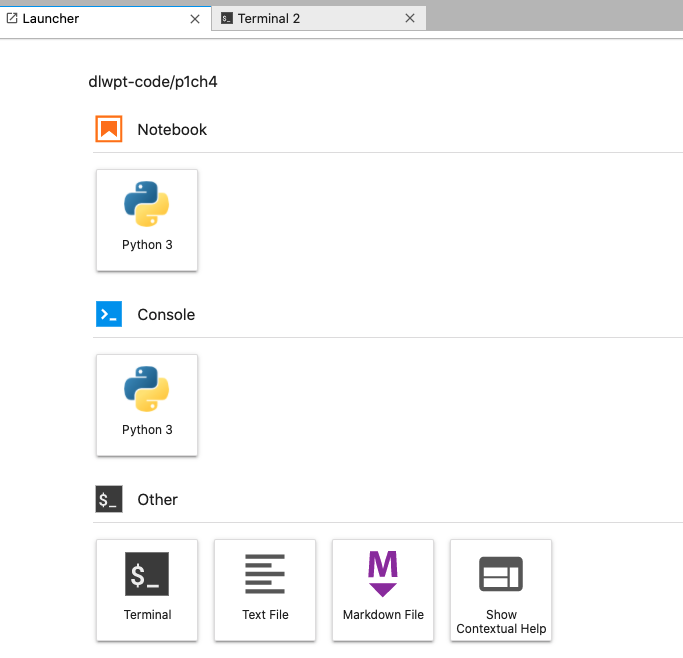 Launcher
Terminal 2
dlwpt-code/p1ch4
Notebook
Python 3
Console
Python 3
$_ Other
$_
Terminal
Text File
M
Markdown File
Show
Contextual Help